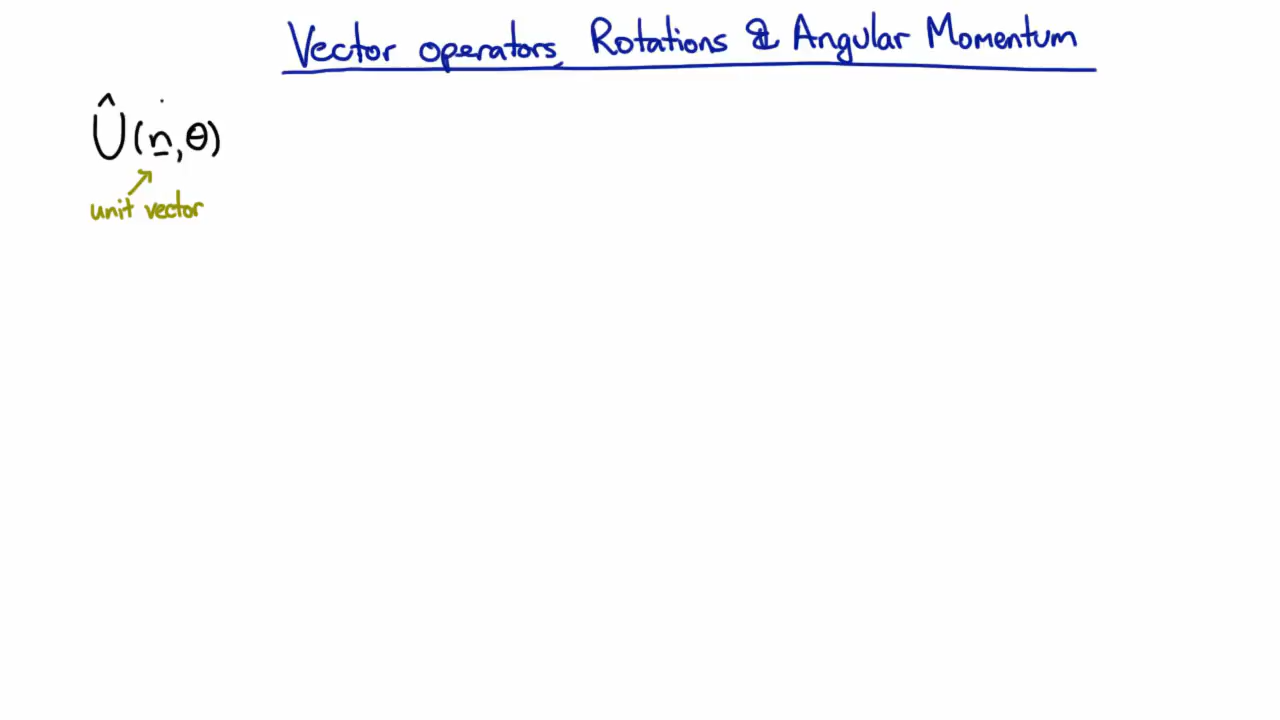 Vector operators, Rotations & Angular Momentum
Û(n̲,θ)
unit vector